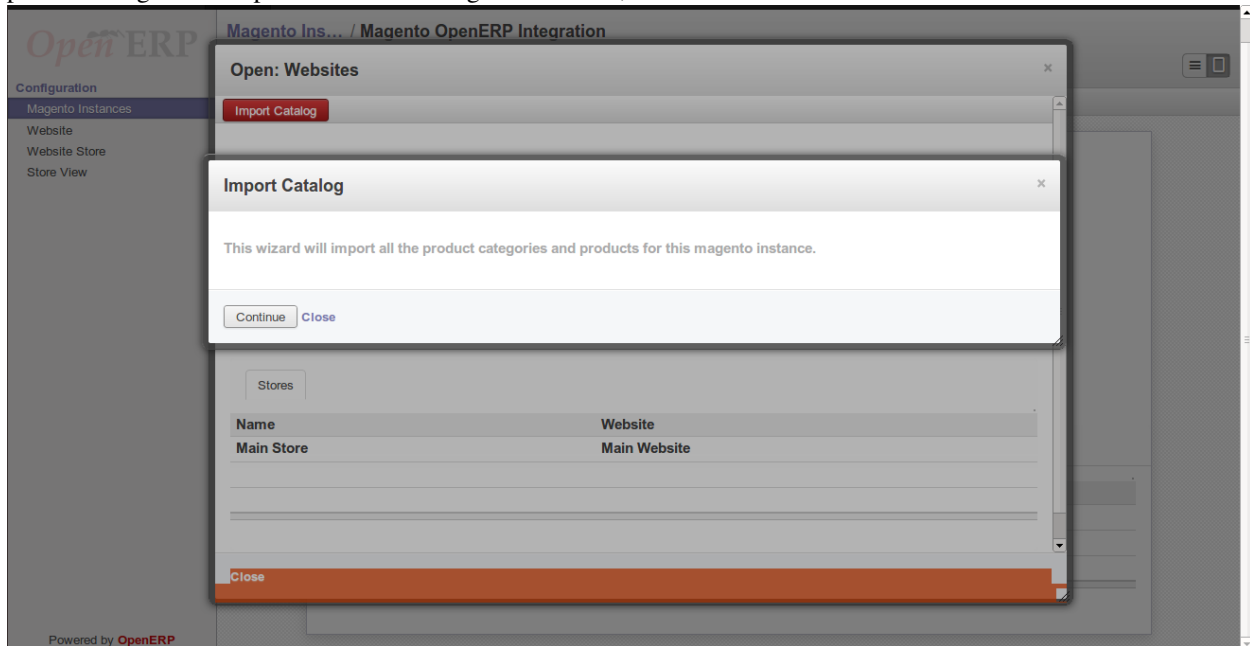 Open ERP
Magento Ins... / Magento OpenERP Integration
Open: Websites
×
Configuration
Magento Instances
Import Catalog
Website
Website Store
Store View
Import Catalog
×
This wizard will import all the product categories and products for this magento instance.
Continue Close
Stores
Name Website
Main Store Main Website
Close
Powered by OpenERP